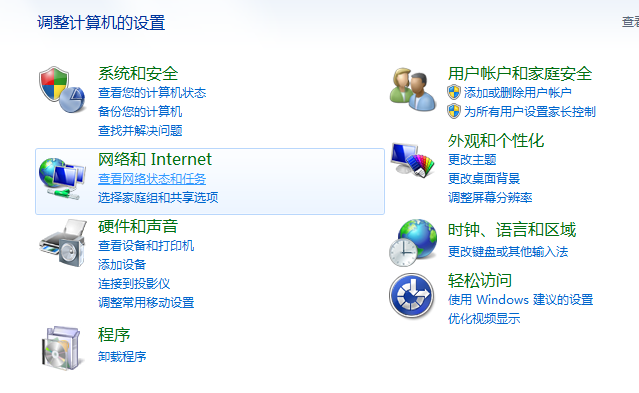 调整计算机的设置
查看
系统和安全
查看您的计算机状态
备份您的计算机
查找并解决问题
网络和 Internet
查看网络状态和任务
选择家庭组和共享选项
硬件和声音
查看设备和打印机
添加设备
连接到投影仪
调整常用移动设置
程序
卸载程序
用户帐户和家庭安全
添加或删除用户帐户
为所有用户设置家长控制
外观和个性化
更改主题
更改桌面背景
调整屏幕分辨率
时钟、语言和区域
更改键盘或其他输入法
轻松访问
使用 Windows 建议的设置
优化视频显示